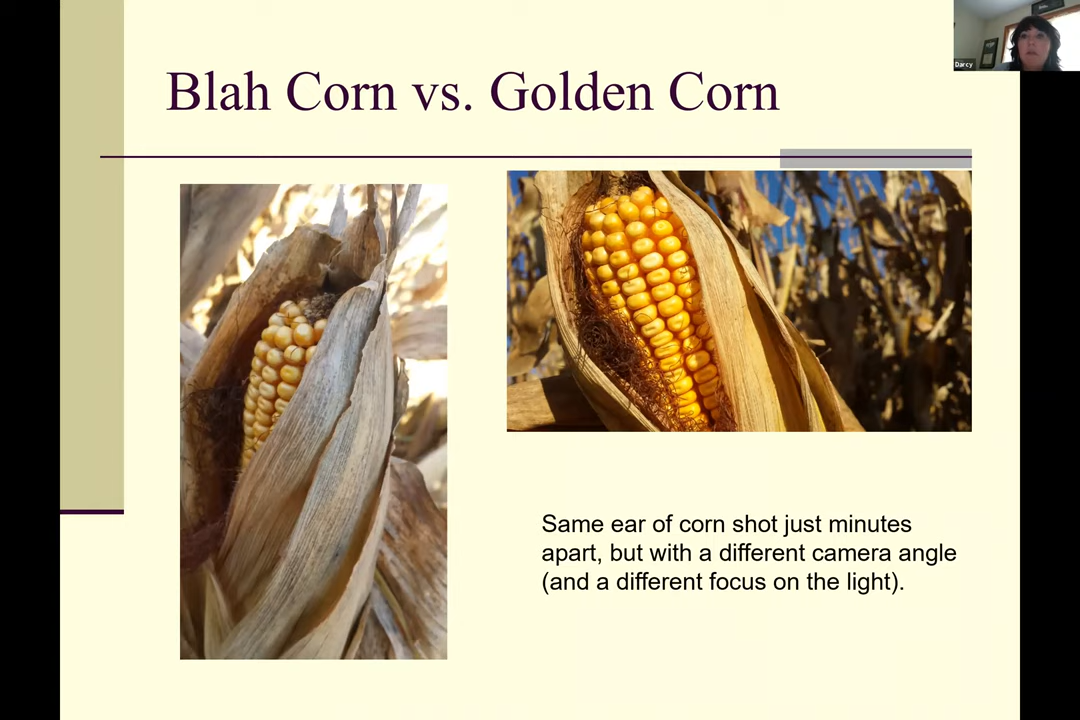 Darcy
Blah Corn vs. Golden Corn
Same ear of corn shot just minutes
apart, but with a different camera angle
(and a different focus on the light).